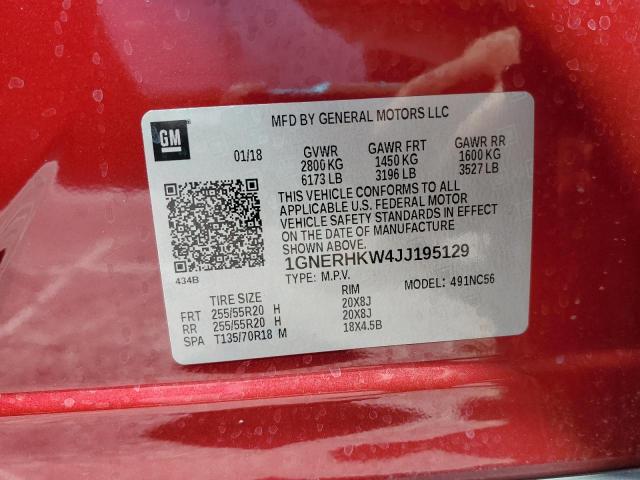 MFD BY GENERAL MOTORS LLC
GM
01/18
GVWR GAWR FRT GAWR RR
2800 KG 1450 KG 1600 KG
6173 LB 3196 LB 3527 LB
THIS VEHICLE CONFORMS TO ALL
APPLICABLE U.S. FEDERAL MOTOR
VEHICLE SAFETY STANDARDS IN EFFECT
ON THE DATE OF MANUFACTURE
SHOWN ABOVE.
434B
1GNERHKW4JJ195129
TYPE: M.P.V. MODEL: 491NC56
TIRE SIZE RIM
FRT 255/55R20 H 20X8J
RR 255/55R20 H 20X8J
SPA T135/70R18 M 18X4.5B